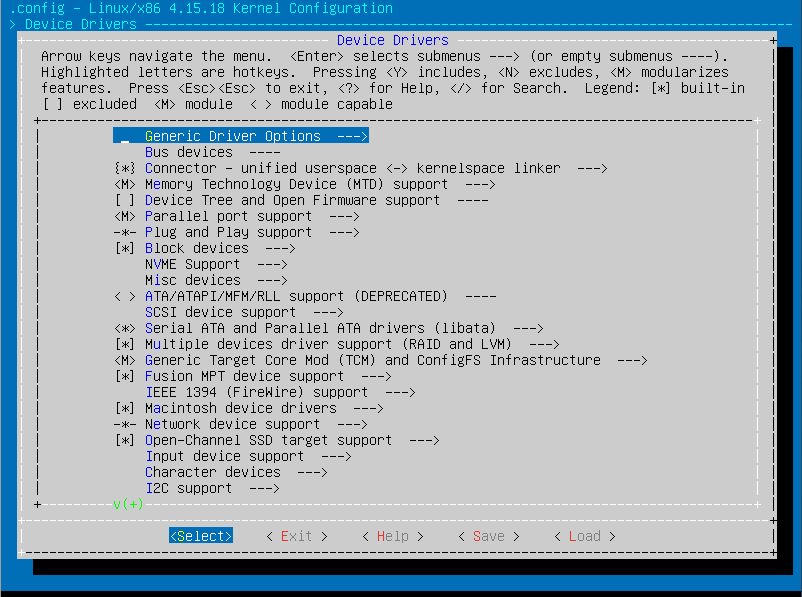 .config - Linux/x86 4.15.18 Kernel Configuration
> Device Drivers
Device Drivers
Arrow keys navigate the menu.  <Enter> selects submenus ---> (or empty submenus ----).
Highlighted letters are hotkeys.  Pressing <Y> includes, <N> excludes, <M> modularizes
features.  Press <Esc><Esc> to exit, <?> for Help, </> for Search.  Legend: [*] built-in
[ ] excluded  <M> module  < > module capable
_  Generic Driver Options  --->
Bus devices  ----
{*} Connector - unified userspace <-> kernelspace linker  --->
<M> Memory Technology Device (MTD) support  --->
[ ] Device Tree and Open Firmware support  ----
<M> Parallel port support  --->
-*- Plug and Play support  --->
[*] Block devices  --->
NVME Support  --->
Misc devices  --->
< > ATA/ATAPI/MFM/RLL support (DEPRECATED)  ----
SCSI device support  --->
<*> Serial ATA and Parallel ATA drivers (libata)  --->
[*] Multiple devices driver support (RAID and LVM)  --->
<M> Generic Target Core Mod (TCM) and ConfigFS Infrastructure  --->
[*] Fusion MPT device support  --->
IEEE 1394 (FireWire) support  --->
[*] Macintosh device drivers  --->
-*- Network device support  --->
[*] Open-Channel SSD target support  --->
Input device support  --->
Character devices  --->
I2C support  --->
v(+)
<Select>    < Exit >    < Help >    < Save >    < Load >